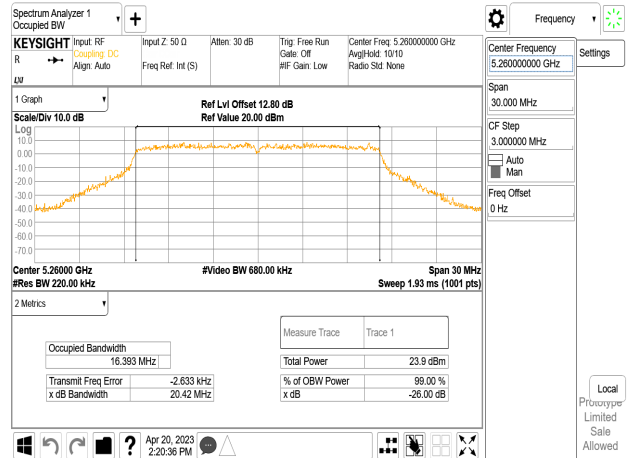 Spectrum Analyzer 1
Occupied BW
Frequency
KEYSIGHT
R
Input: RF
Coupling: DC
Align: Auto
Input Z: 50 Ω
Freq Ref: Int (S)
Atten: 30 dB
Trig: Free Run
Gate: Off
#IF Gain: Low
Center Freq: 5.260000000 GHz
Avg|Hold: 10/10
Radio Std: None
LXI
Center Frequency
5.260000000 GHz
Settings
Span
30.000 MHz
CF Step
3.000000 MHz
Auto
Man
Freq Offset
0 Hz
1 Graph
Scale/Div 10.0 dB
Ref Lvl Offset 12.80 dB
Ref Value 20.00 dBm
Log
10.0
0.00
-10.0
-20.0
-30.0
-40.0
-50.0
-60.0
-70.0
Center 5.26000 GHz
#Video BW 680.00 kHz
Span 30 MHz
#Res BW 220.00 kHz
Sweep 1.93 ms (1001 pts)
2 Metrics
Measure Trace
Trace 1
Occupied Bandwidth
16.393 MHz
Total Power
23.9 dBm
Transmit Freq Error
-2.633 kHz
% of OBW Power
99.00 %
x dB Bandwidth
20.42 MHz
x dB
-26.00 dB
Local
Prototype
Limited
Sale
Allowed
?
Apr 20, 2023
2:20:36 PM